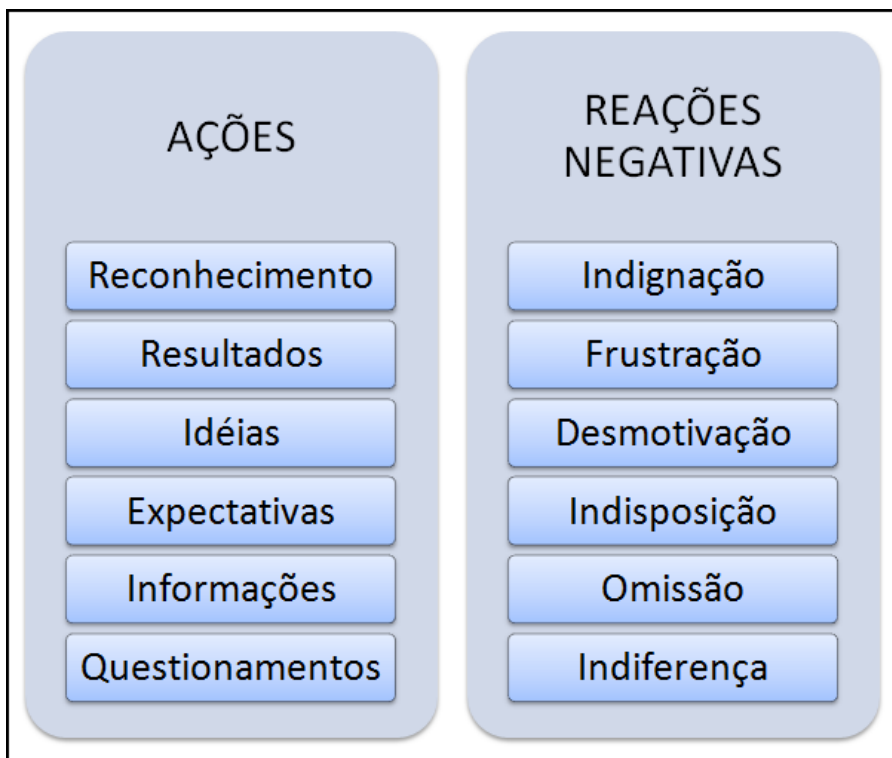 AÇÕES
Reconhecimento
Resultados
Idéias
Expectativas
Informações
Questionamentos
REAÇÕES
NEGATIVAS
Indignação
Frustração
Desmotivação
Indisposição
Omissão
Indiferença